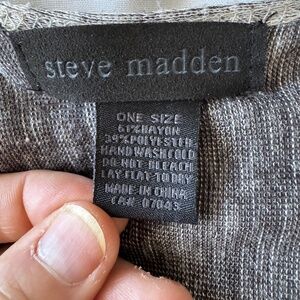 steve madden
ONE SIZE
61%RAYON
39%POLYESTER
HAND WASH COLD
DO-NOT-BLEACH
LAY-FLAT-TO-DRY
MADE-IN-CHINA
CA#-07043